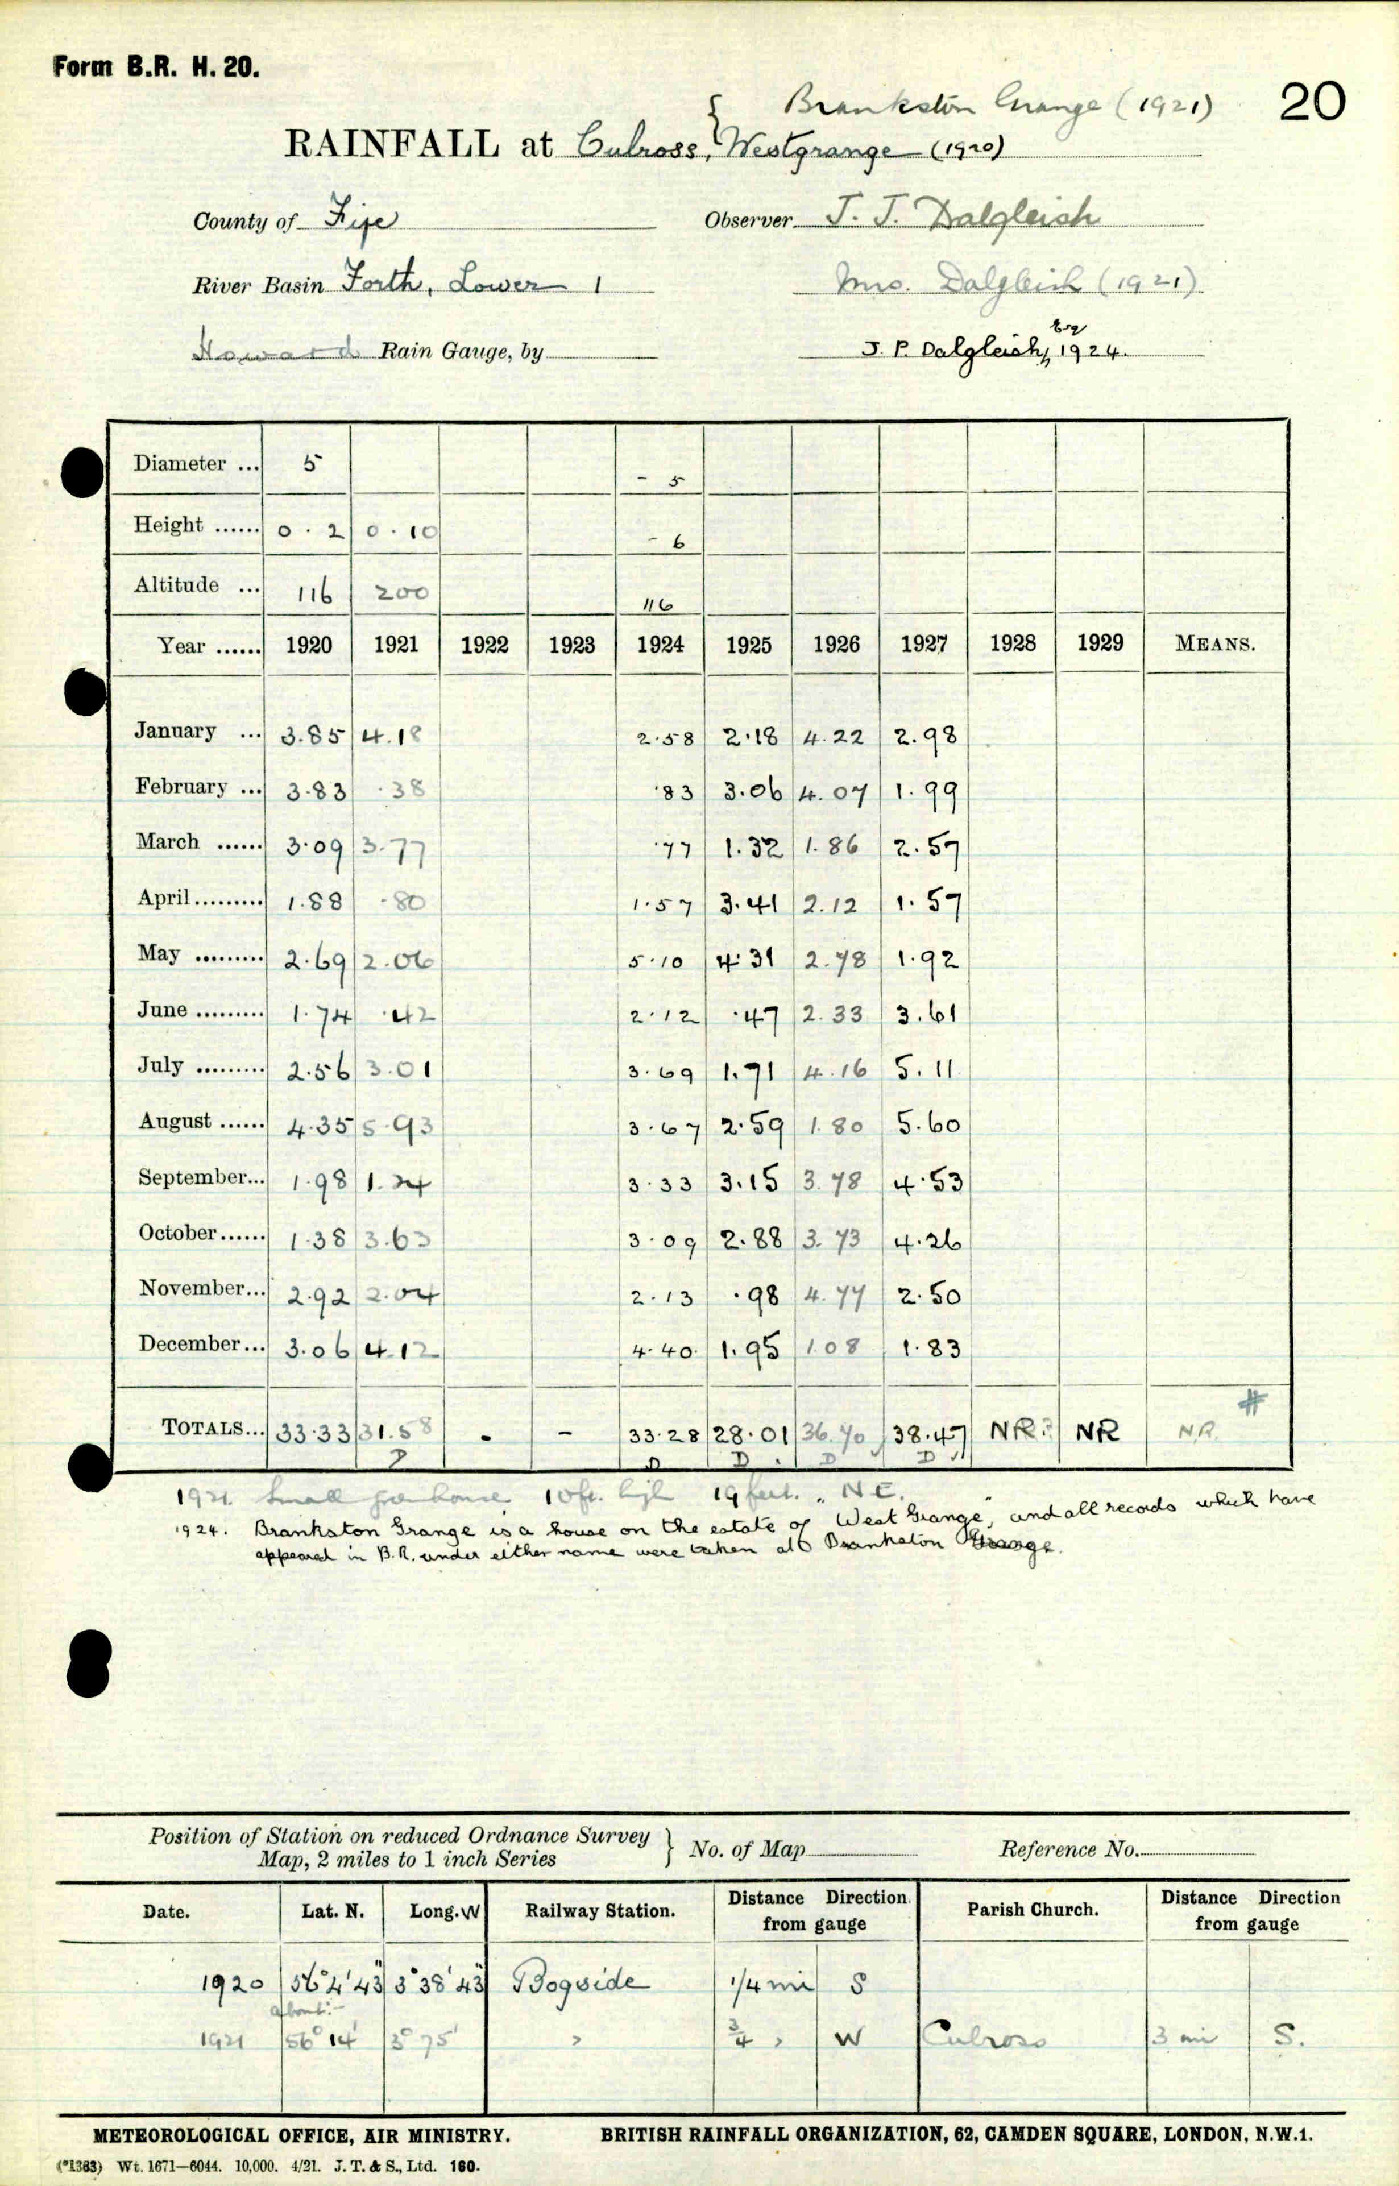 Form B.R. H. 20.
20
Brankston Grange (1921)
RAINFALL at Culross, { Westgrange (1920)
County of Fife Observer J. J. Dalgleish
River Basin Forth, Lower 1 Mrs. Dalgleish (1921)
Howard Rain Gauge, by J. P. Dalgleish, Esq 1924.
Diameter ... 5 - 5
Height ...... 0 . 2 0 . 10 - 6
Altitude ... 116 200 116
Year ...... 1920 1921 1922 1923 1924 1925 1926 1927 1928 1929 MEANS.
January ... 3.85 4.18 2.58 2.18 4.22 2.98
February ... 3.83 .38 .83 3.06 4.07 1.99
March ...... 3.09 3.77 .77 1.32 1.86 2.57
April ......... 1.88 .80 1.57 3.41 2.12 1.57
May ......... 2.69 2.06 5.10 4.31 2.78 1.92
June ......... 1.74 .42 2.12 .47 2.33 3.61
July ......... 2.56 3.01 3.69 1.71 4.16 5.11
August ...... 4.35 5.93 3.67 2.59 1.80 5.60
September... 1.98 1.24 3.33 3.15 3.78 4.53
October...... 1.38 3.63 3.09 2.88 3.73 4.26
November... 2.92 2.04 2.13 .98 4.77 2.50
December... 3.06 4.12 4.40 1.95 1.08 1.83
#
TOTALS... 33.33 31.58 . - 33.28 28.01 36.70 38.47 NR? NR N.R.
D D D D D
1921. Small greenhouse 10ft. high 19 feet. N E.
1924. Brankston Grange is a house on the estate of "West Grange", and all records which have
appeared in B.R. under either name were taken at Brankston Grange.
Position of Station on reduced Ordnance Survey
Map, 2 miles to 1 inch Series } No. of Map Reference No.
Date. Lat. N. Long. W Railway Station. Distance Direction from gauge Parish Church. Distance Direction from gauge
1920 56° 4' 43" 3° 38' 43" Bogside 1/4 mi S
about:-
1921 56° 14' 3° 75' " 3/4 " W Culross 3 mi S.
METEOROLOGICAL OFFICE, AIR MINISTRY. BRITISH RAINFALL ORGANIZATION, 62, CAMDEN SQUARE, LONDON, N.W.1.
(*1383) Wt. 1671—6044. 10,000. 4/21. J. T. & S., Ltd. 160.